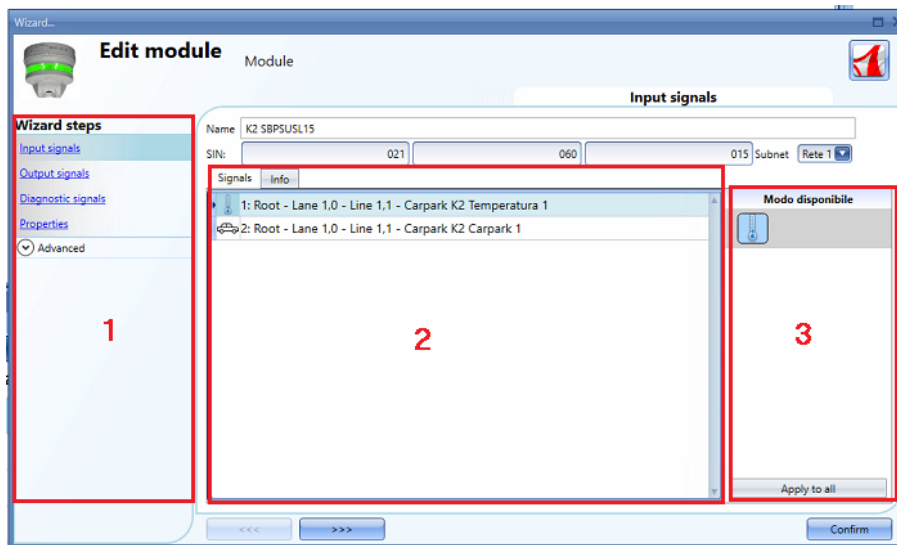 Wizard...
Edit module
Module
Input signals
Wizard steps
Input signals
Output signals
Diagnostic signals
Properties
Advanced
1
Name K2 SBPSUSL15
SIN: 021 060 015 Subnet Rete 1
Signals Info
1: Root - Lane 1,0 - Line 1,1 - Carpark K2 Temperatura 1
2: Root - Lane 1,0 - Line 1,1 - Carpark K2 Carpark 1
2
Modo disponibile
3
Apply to all
<<< >>> Confirm